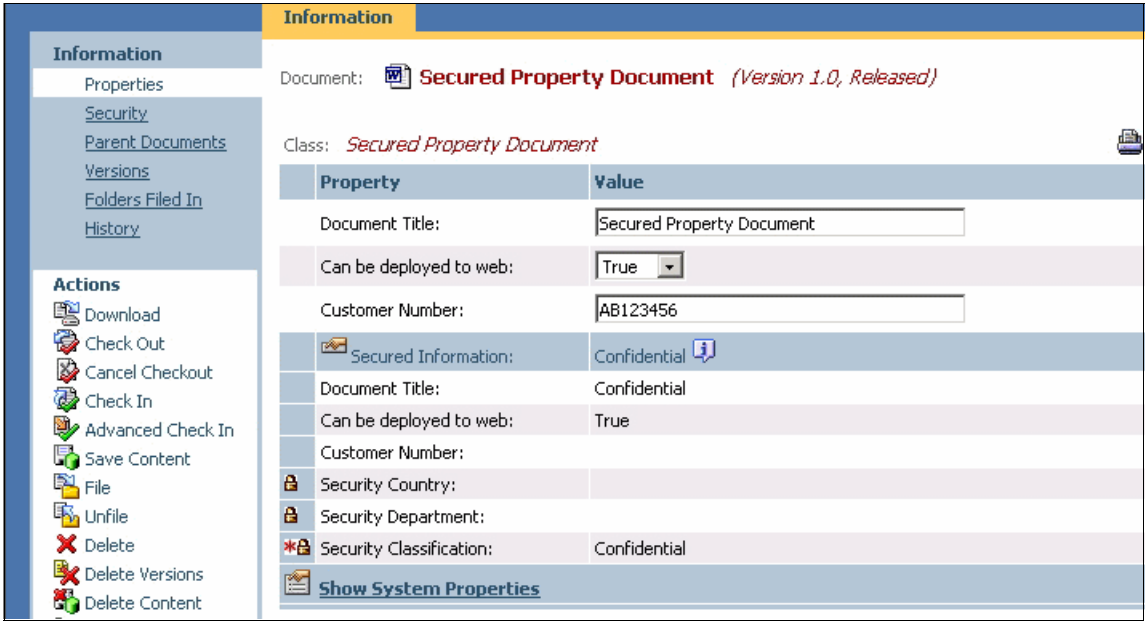 Information
Information
Properties
Security
Parent Documents
Versions
Folders Filed In
History
Actions
Download
Check Out
Cancel Checkout
Check In
Advanced Check In
Save Content
File
Unfile
Delete
Delete Versions
Delete Content
Document: Secured Property Document (Version 1.0, Released)
Class: Secured Property Document
Property Value
Document Title: Secured Property Document
Can be deployed to web: True
Customer Number: AB123456
Secured Information: Confidential
Document Title: Confidential
Can be deployed to web: True
Customer Number:
Security Country:
Security Department:
* Security Classification: Confidential
Show System Properties